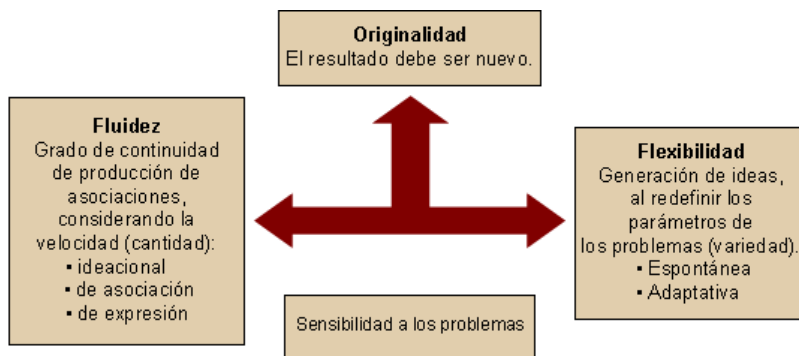 Originalidad
El resultado debe ser nuevo.
Fluidez
Grado de continuidad
de producción de
asociaciones,
considerando la
velocidad (cantidad):
▪ ideacional
▪ de asociación
▪ de expresión
Flexibilidad
Generación de ideas,
al redefinir los
parámetros de
los problemas (variedad).
▪ Espontánea
▪ Adaptativa
Sensibilidad a los problemas